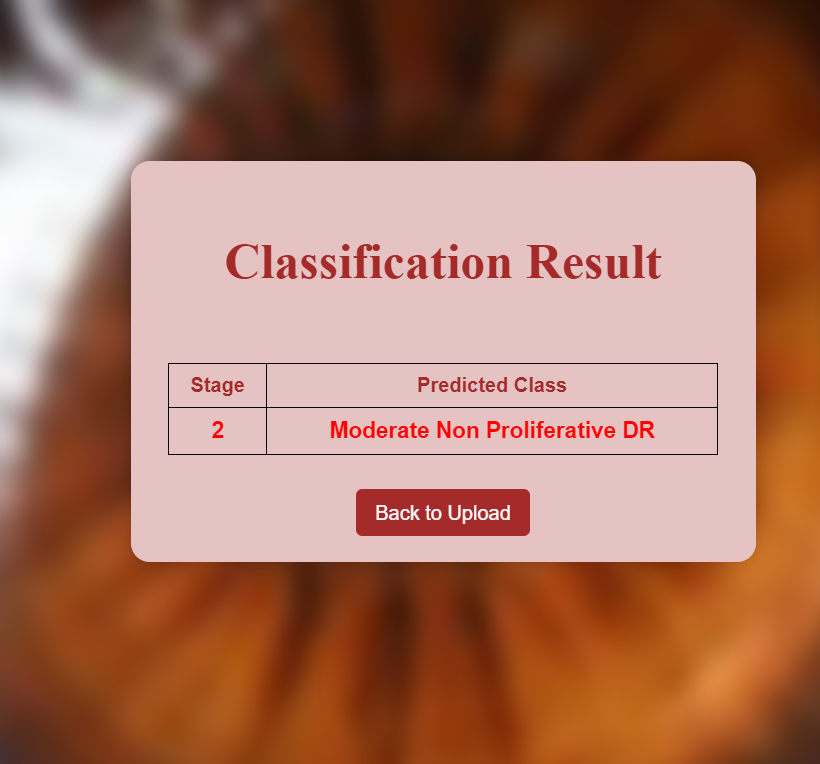 Classification Result
Stage Predicted Class
2 Moderate Non Proliferative DR
Back to Upload